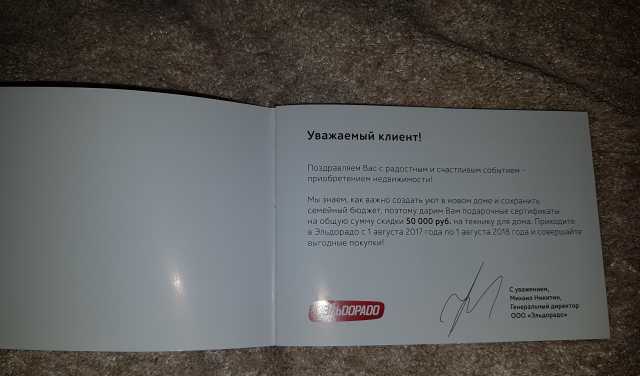 Уважаемый клиент!
Поздравляем Вас с радостным и счастливым событием –
приобретением недвижимости!
Мы знаем, как важно создать уют в новом доме и сохранить
семейный бюджет, поэтому дарим Вам подарочные сертификаты
на общую сумму скидки 50 000 руб. на технику для дома. Приходите
в Эльдорадо с 1 августа 2017 года по 1 августа 2018 года и совершайте
выгодные покупки!
С уважением,
Михаил Никитин,
Генеральный директор
ООО «Эльдорадо»
ЭЛЬДОРАДО